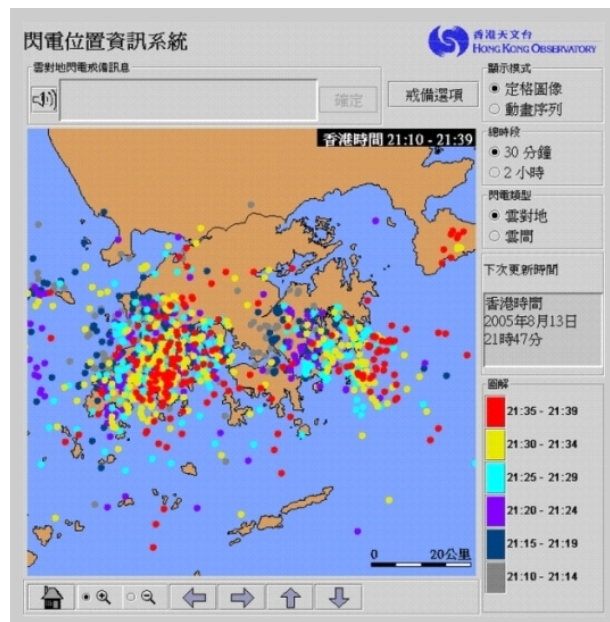 閃電位置資訊系統
香港天文台
HONG KONG OBSERVATORY
雲對地閃電戒備訊息
確定
戒備選項
顯示模式
定格圖像
動畫序列
香港時間 21:10 - 21:39
總時段
30 分鐘
2 小時
閃電類型
雲對地
雲間
下次更新時間
香港時間
2005年8月13日
21時47分
圖解
21:35 - 21:39
21:30 - 21:34
21:25 - 21:29
21:20 - 21:24
21:15 - 21:19
21:10 - 21:14
0 20公里